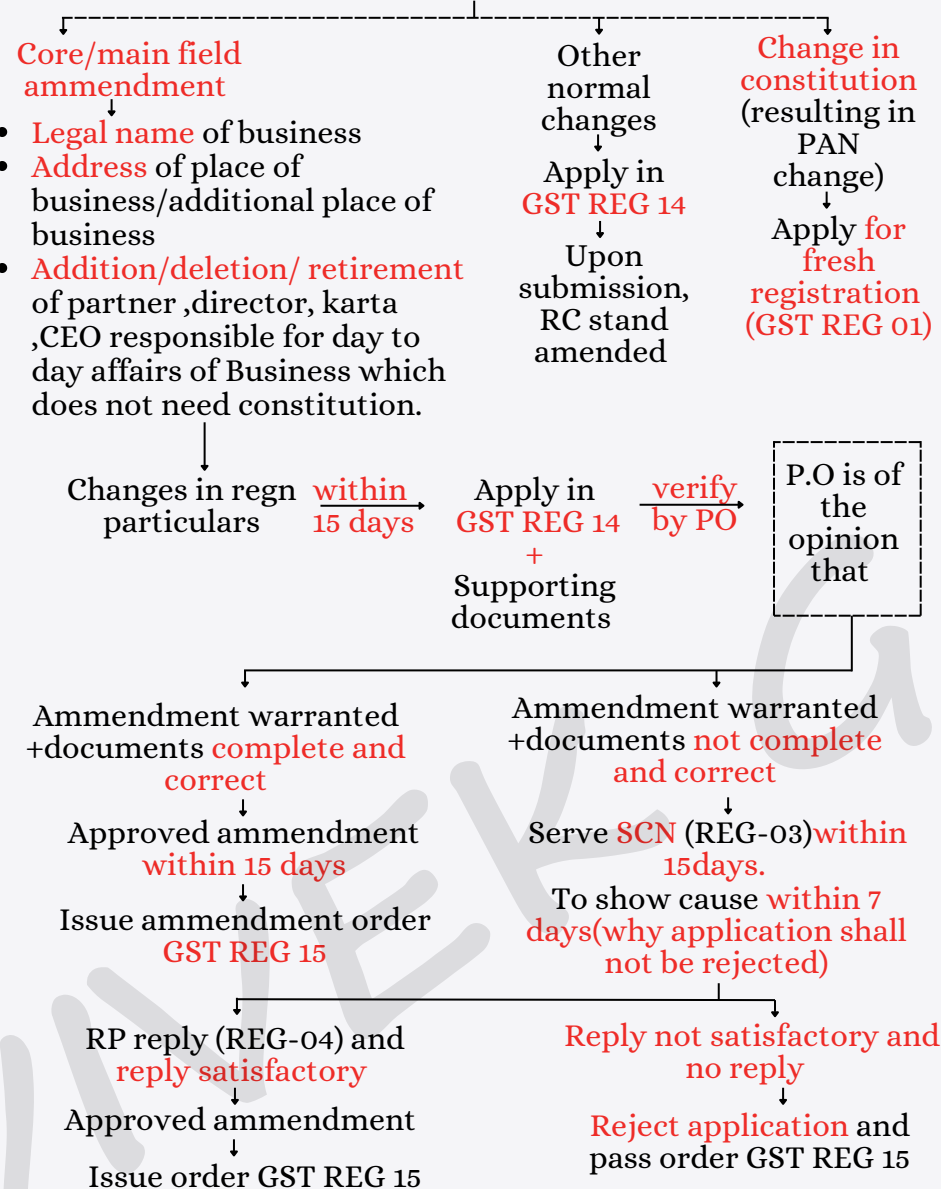 Core/main field
ammendment
Legal name of business
Address of place of
business/additional place of
business
Addition/deletion/ retirement
of partner ,director, karta
,CEO responsible for day to
day affairs of Business which
does not need constitution.
Other
normal
changes
Apply in
GST REG 14
Upon
submission,
RC stand
amended
Change in
constitution
(resulting in
PAN
change)
Apply for
fresh
registration
(GST REG 01)
Changes in regn
particulars
within
15 days
Apply in
GST REG 14
+
Supporting
documents
verify
by PO
P.O is of
the
opinion
that
Ammendment warranted
+documents complete and
correct
Approved ammendment
within 15 days
Issue ammendment order
GST REG 15
Ammendment warranted
+documents not complete
and correct
Serve SCN (REG-03)within
15days.
To show cause within 7
days(why application shall
not be rejected)
RP reply (REG-04) and
reply satisfactory
Approved ammendment
Issue order GST REG 15
Reply not satisfactory and
no reply
Reject application and
pass order GST REG 15
VIVEK G